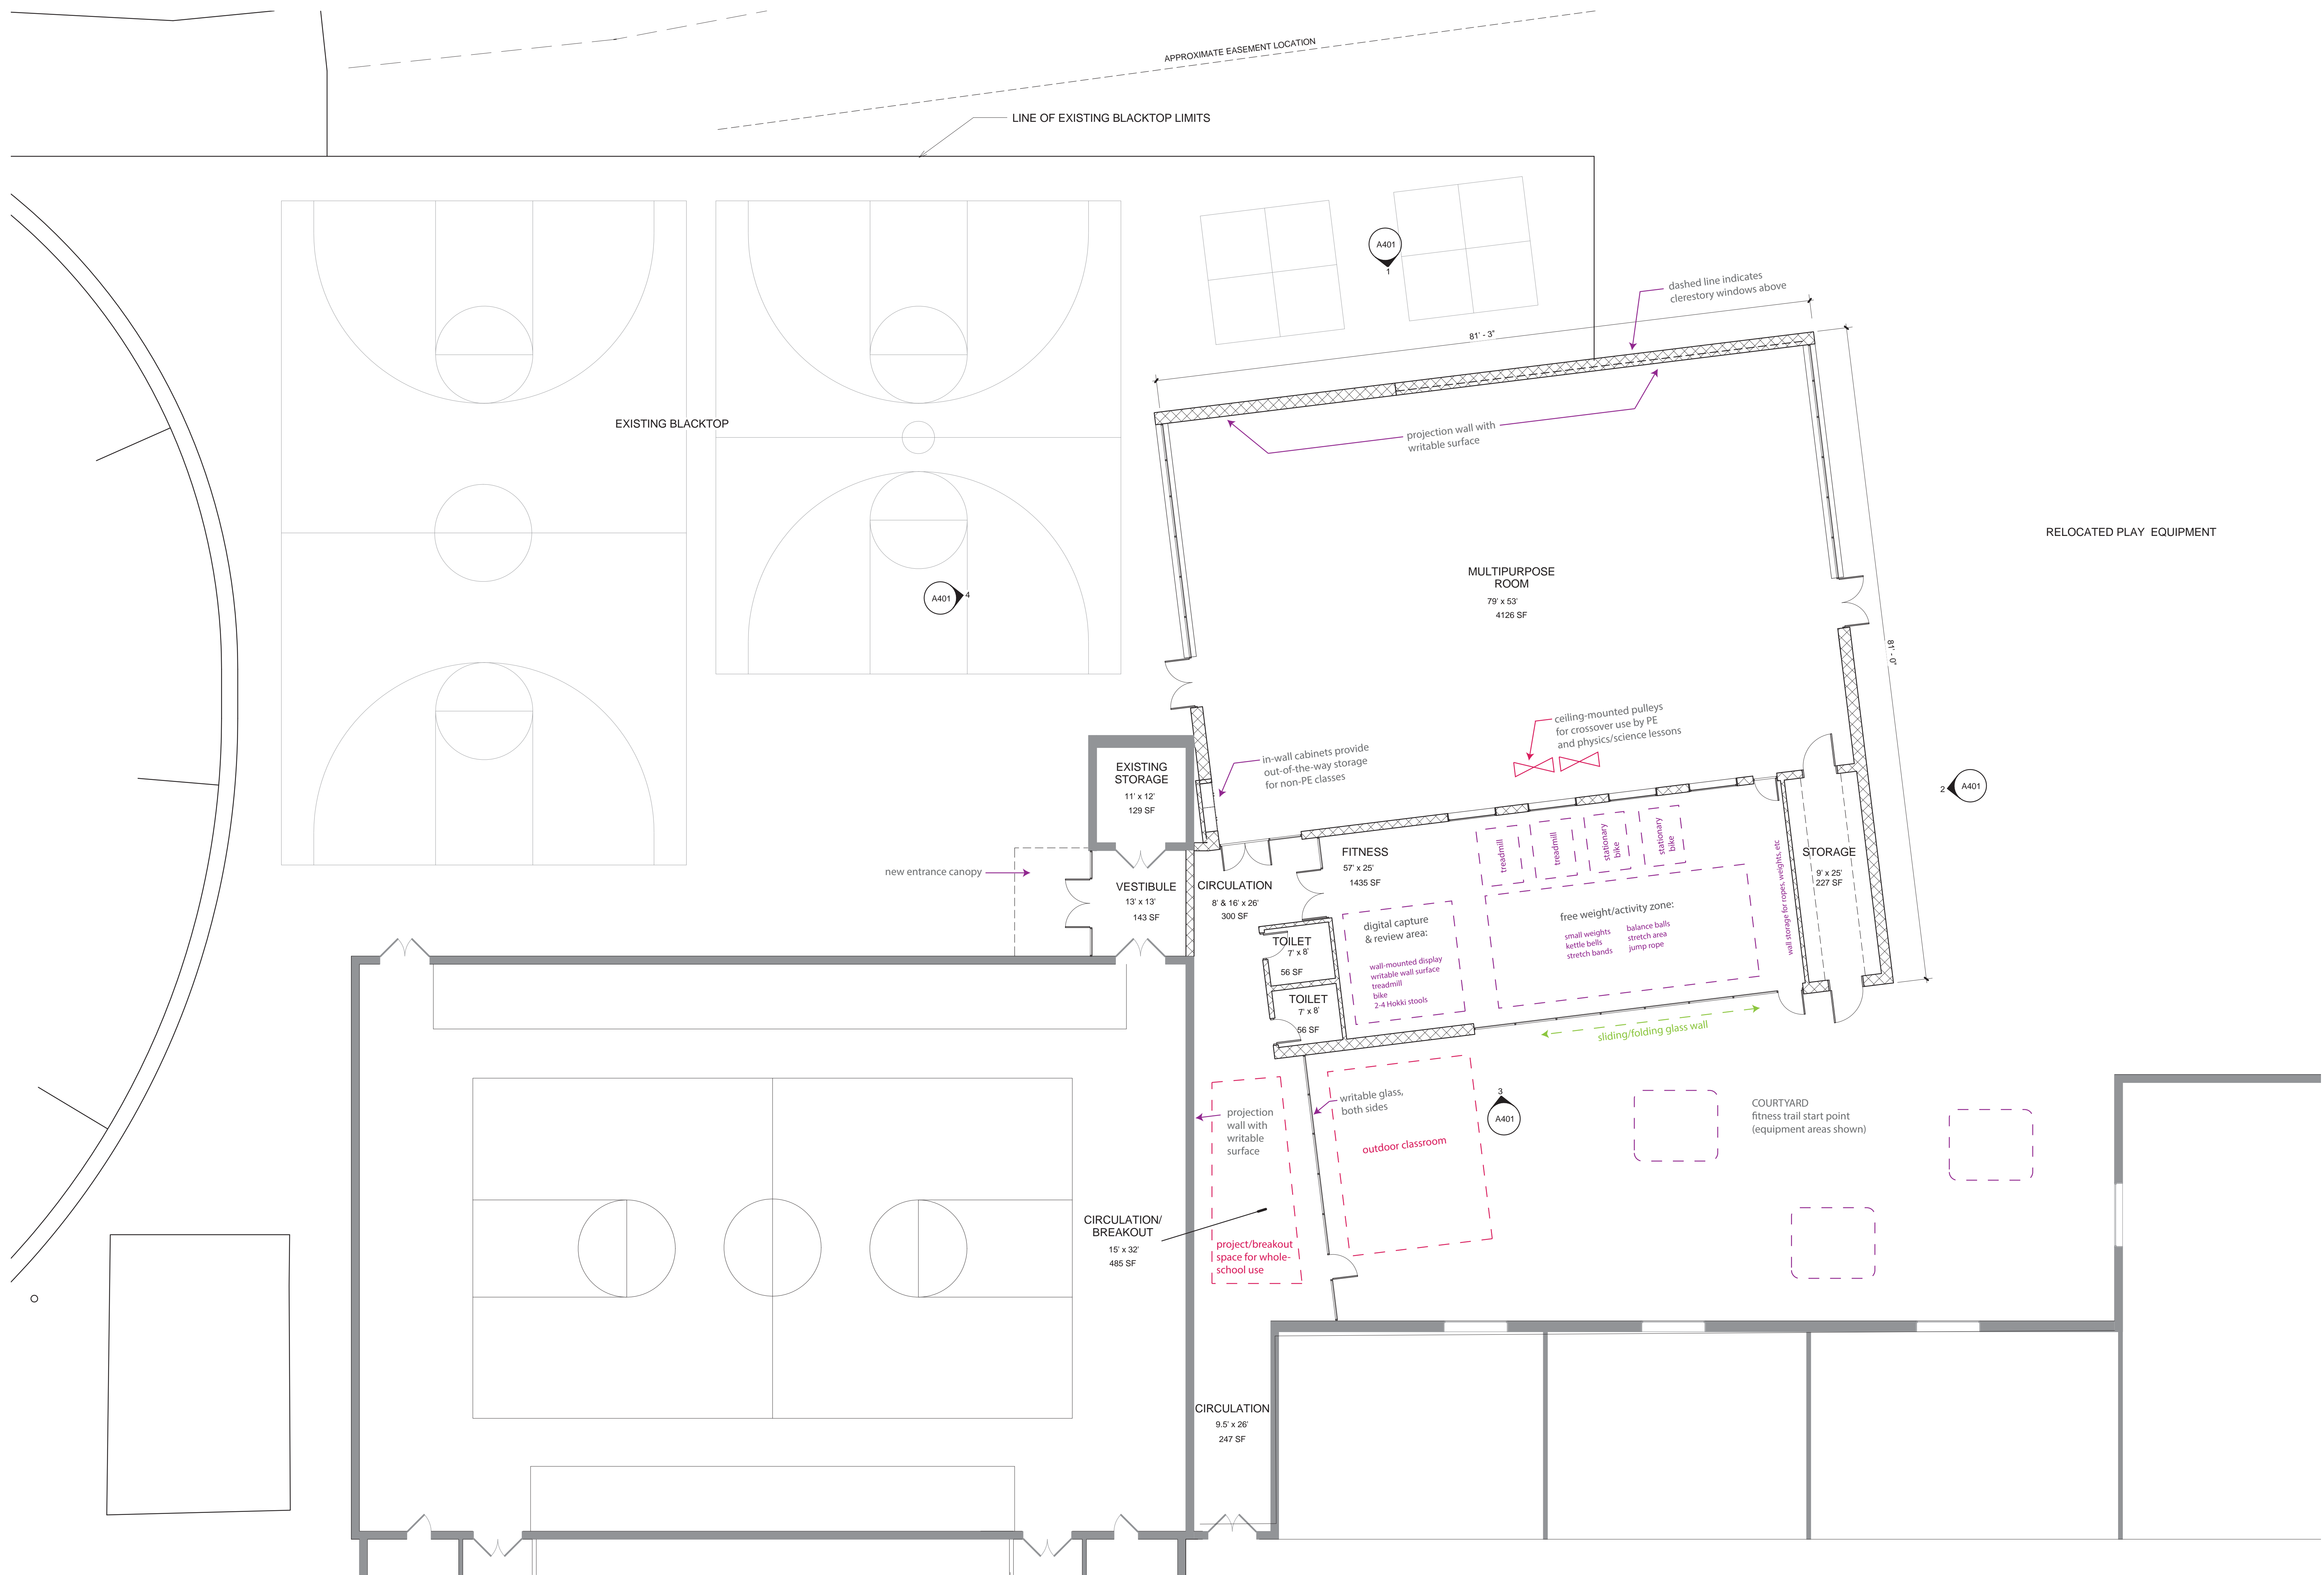 APPROXIMATE EASEMENT LOCATION
LINE OF EXISTING BLACKTOP LIMITS
A401
1
dashed line indicates
clerestory windows above
81' - 3"
EXISTING BLACKTOP
projection wall with
writable surface
RELOCATED PLAY EQUIPMENT
MULTIPURPOSE
ROOM
79' x 53'
4126 SF
A401
4
81' - 0"
ceiling-mounted pulleys
for crossover use by PE
and physics/science lessons
in-wall cabinets provide
out-of-the-way storage
for non-PE classes
EXISTING
STORAGE
11' x 12'
129 SF
2
A401
new entrance canopy
VESTIBULE
13' x 13'
143 SF
CIRCULATION
8' & 16' x 26'
300 SF
FITNESS
57' x 25'
1435 SF
treadmill
treadmill
stationary
bike
stationary
bike
wall storage for ropes, weights, etc
STORAGE
9' x 25'
227 SF
digital capture
& review area:
wall-mounted display
writable wall surface
treadmill
bike
2-4 Hokki stools
free weight/activity zone:
small weights
kettle bells
stretch bands
balance balls
stretch area
jump rope
TOILET
7' x 8'
56 SF
TOILET
7' x 8'
56 SF
sliding/folding glass wall
projection
wall with
writable
surface
writable glass,
both sides
outdoor classroom
3
A401
COURTYARD
fitness trail start point
(equipment areas shown)
CIRCULATION/
BREAKOUT
15' x 32'
485 SF
project/breakout
space for whole-
school use
CIRCULATION
9.5' x 26'
247 SF